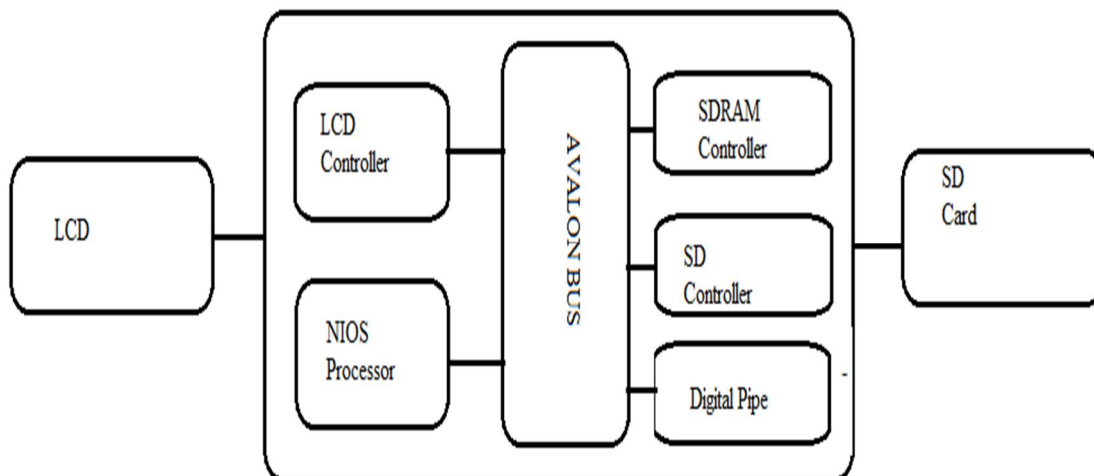 LCD
LCD
Controller
NIOS
Processor
AVALON BUS
SDRAM
Controller
SD
Controller
Digital Pipe
SD
Card